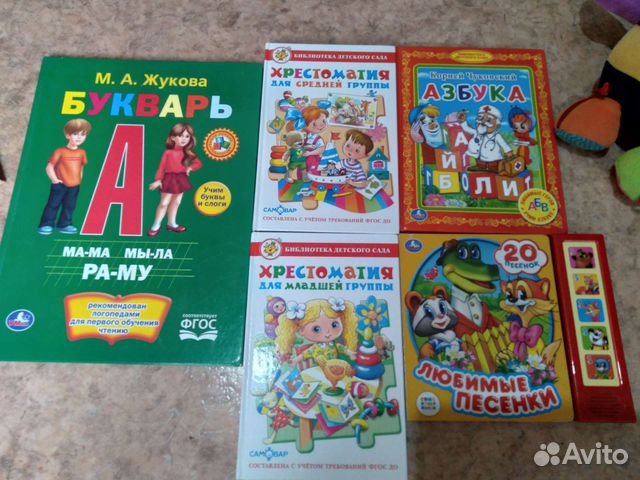 М. А. Жукова
БУКВАРЬ
А
Учим
буквы
и слоги
МА-МА МЫ-ЛА
РА-МУ
рекомендован
логопедами
для первого обучения
чтению
соответствует
ФГОС
БИБЛИОТЕКА ДЕТСКОГО САДА
ХРЕСТОМАТИЯ
ДЛЯ СРЕДНЕЙ ГРУППЫ
САМОВАР
СОСТАВЛЕНА С УЧЁТОМ ТРЕБОВАНИЙ ФГОС ДО
Корней Чуковский
АЗБУКА
А Й
БОЛИТ
АБВ
БИБЛИОТЕКА ДЕТСКОГО САДА
ХРЕСТОМАТИЯ
ДЛЯ МЛАДШЕЙ ГРУППЫ
САМОВАР
СОСТАВЛЕНА С УЧЁТОМ ТРЕБОВАНИЙ ФГОС ДО
20
ПЕСЕНОК
ЛЮБИМЫЕ
ПЕСЕНКИ
Avito